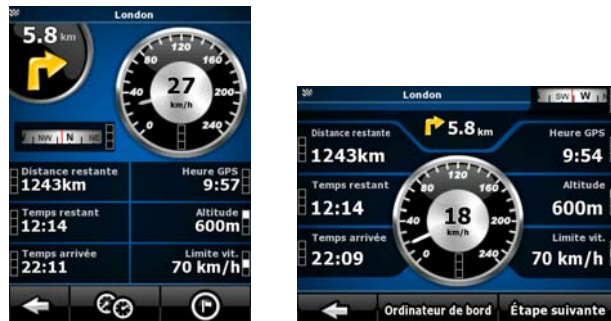 London
5.8 km
0 40 80 120 160 200 240
27
km/h
NW N NE
Distance restante
1243km
Heure GPS
9:57
Temps restant
12:14
Altitude
600m
Temps arrivée
22:11
Limite vit.
70 km/h
London
SW W
5.8 km
Distance restante
1243km
Heure GPS
9:54
0 40 80 120 160 200 240
18
km/h
Temps restant
12:14
Altitude
600m
Temps arrivée
22:09
Limite vit.
70 km/h
Ordinateur de bord
Étape suivante